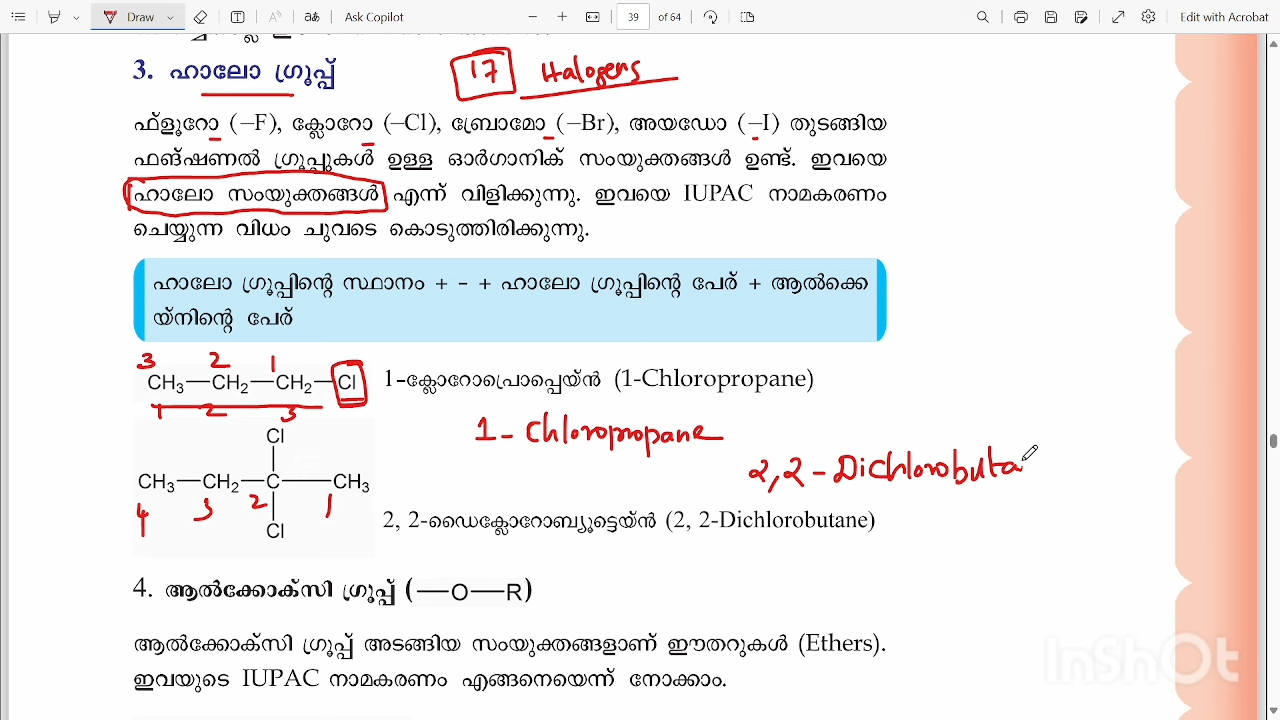 Draw
Ask Copilot
39 of 64
Edit with Acrobat
3. ഹാലോ ഗ്രൂപ്പ്
17 Halogens
ഫ്ളൂറോ (–F), ക്ലോറോ (–Cl), ബ്രോമോ (–Br), അയഡോ (–I) തുടങ്ങിയ
ഫങ്ഷണൽ ഗ്രൂപ്പുകൾ ഉള്ള ഓർഗാനിക് സംയുക്തങ്ങൾ ഉണ്ട്. ഇവയെ
ഹാലോ സംയുക്തങ്ങൾ എന്ന് വിളിക്കുന്നു. ഇവയെ IUPAC നാമകരണം
ചെയ്യുന്ന വിധം ചുവടെ കൊടുത്തിരിക്കുന്നു.
ഹാലോ ഗ്രൂപ്പിന്റെ സ്ഥാനം + - + ഹാലോ ഗ്രൂപ്പിന്റെ പേര് + ആൽക്കെ
യ്നിന്റെ പേര്
3 2 1
CH3—CH2—CH2—Cl 1-ക്ലോറോപ്രൊപ്പെയ്ൻ (1-Chloropropane)
1 2 3
1 - Chloropropane
Cl
2,2 - Dichlorobuta
CH3—CH2—C—CH3
4 3 2 1
Cl
2, 2-ഡൈക്ലോറോബ്യൂട്ടെയ്ൻ (2, 2-Dichlorobutane)
4. ആൽക്കോക്സി ഗ്രൂപ്പ് (—O—R)
ആൽക്കോക്സി ഗ്രൂപ്പ് അടങ്ങിയ സംയുക്തങ്ങളാണ് ഈതറുകൾ (Ethers).
ഇവയുടെ IUPAC നാമകരണം എങ്ങനെയെന്ന് നോക്കാം.
InShOt